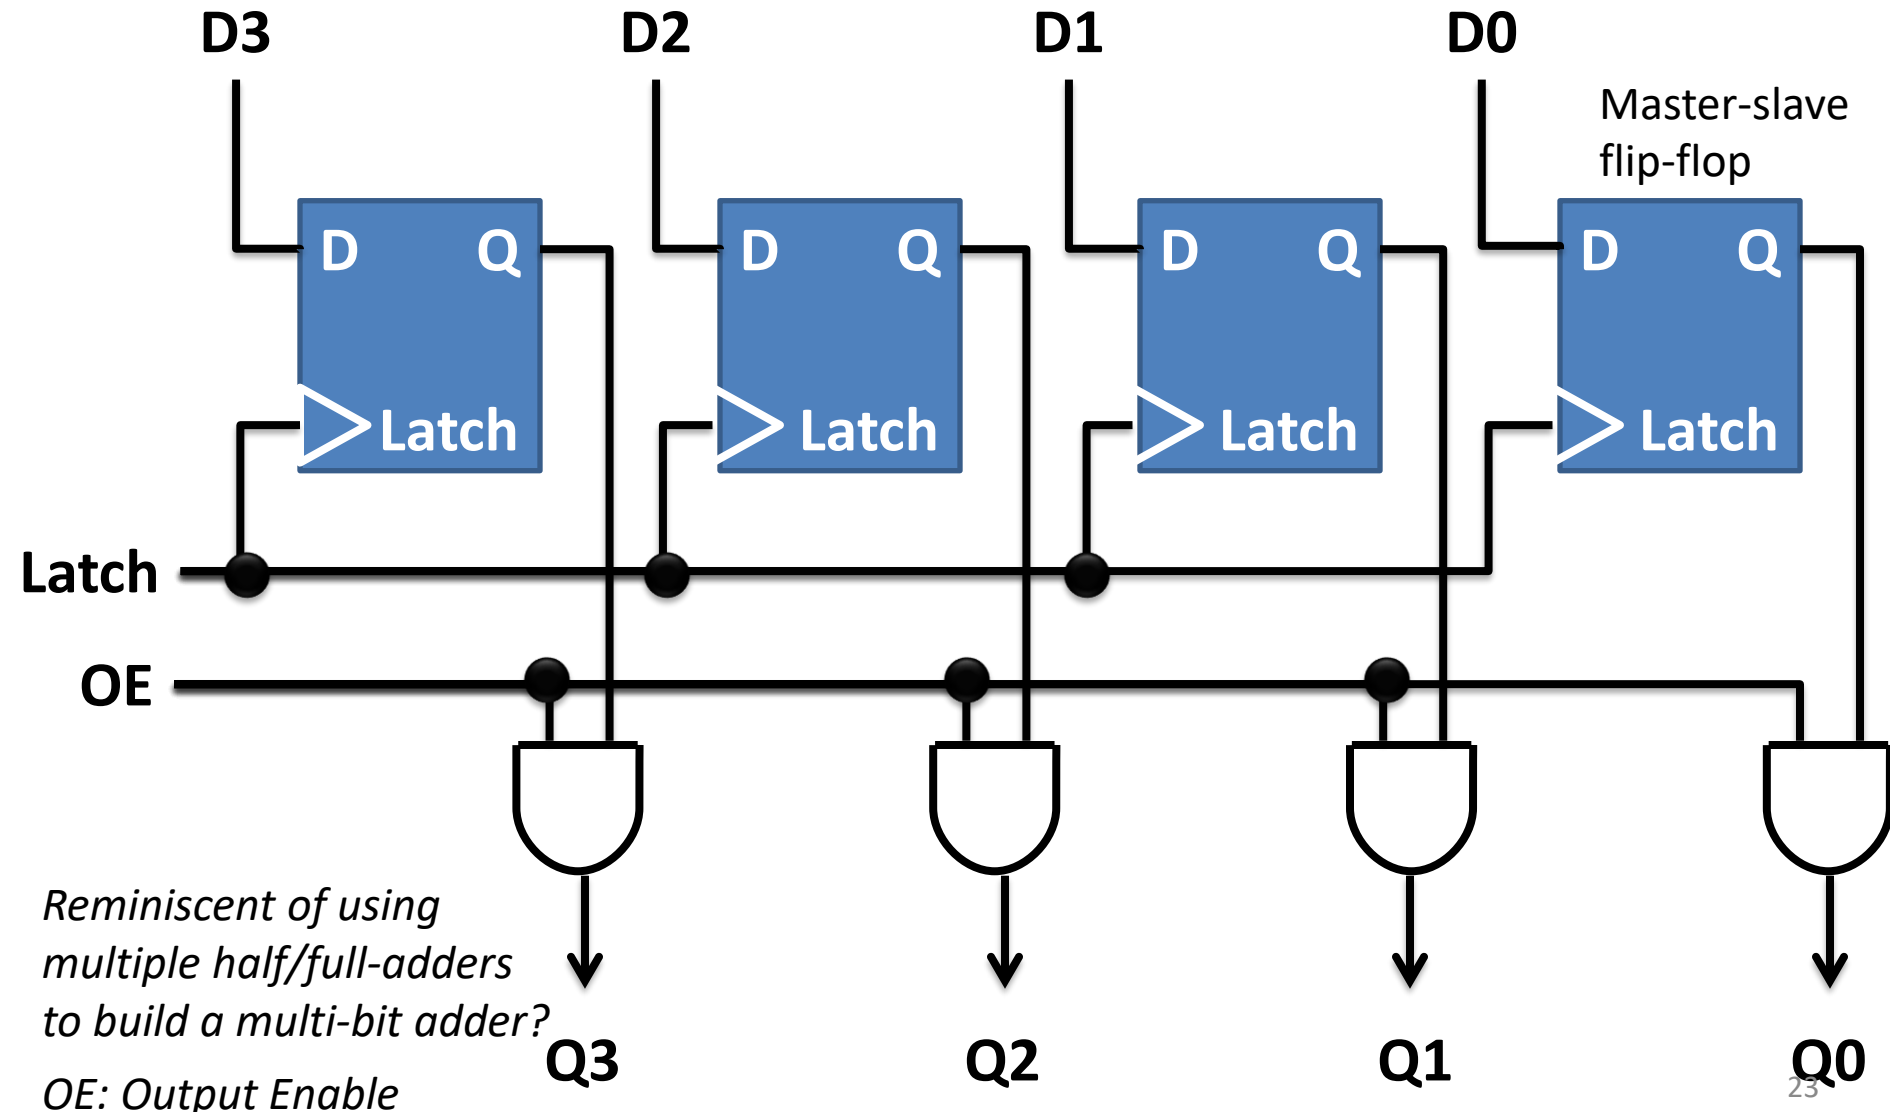 D3 D2 D1 D0
Master-slave
flip-flop
D Q D Q D Q D Q
Latch Latch Latch Latch
Latch
OE
Reminiscent of using
multiple half/full-adders
to build a multi-bit adder?
Q3 Q2 Q1 Q0
OE: Output Enable
23